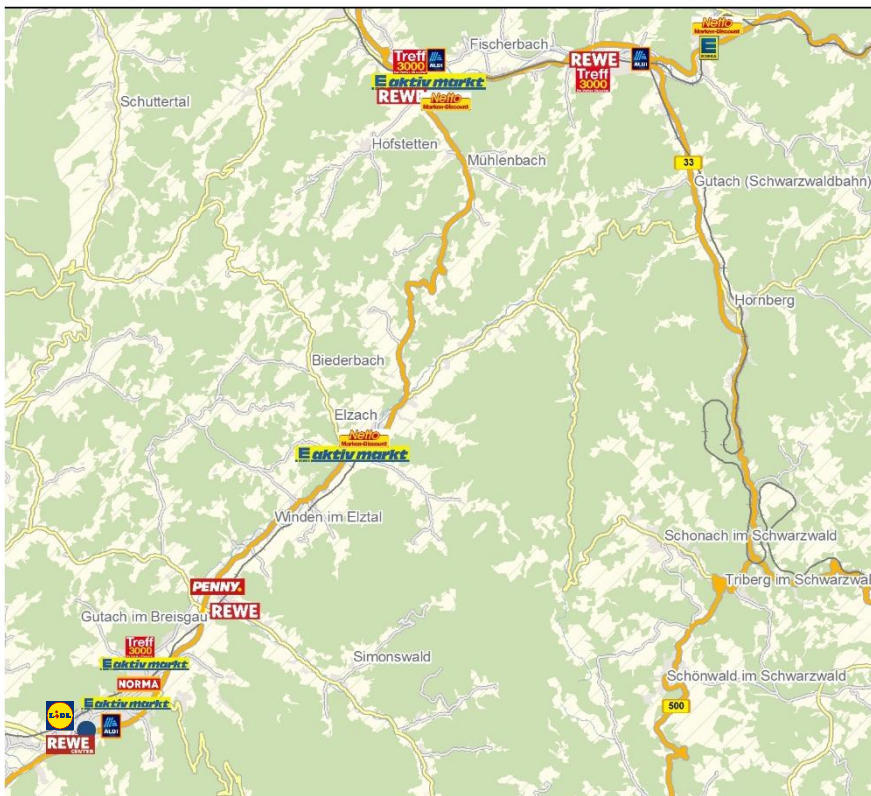 Netto
Marken-Discount
E
Treff
3000
ALDI
Fischerbach
REWE
Treff
3000
ALDI
E aktiv markt
REWE
Netto
Marken-Discount
Schuttertal
Hofstetten
Mühlenbach
33
Gutach (Schwarzwaldbahn)
Hornberg
Biederbach
Elzach
Netto
Marken-Discount
E aktiv markt
Winden im Elztal
Schonach im Schwarzwald
Triberg im Schwarzwal
PENNY.
REWE
Gutach im Breisgau
Treff
3000
E aktiv markt
Simonswald
NORMA
E aktiv markt
Schönwald im Schwarzwald
500
LIDL
ALDI
REWE
CENTER